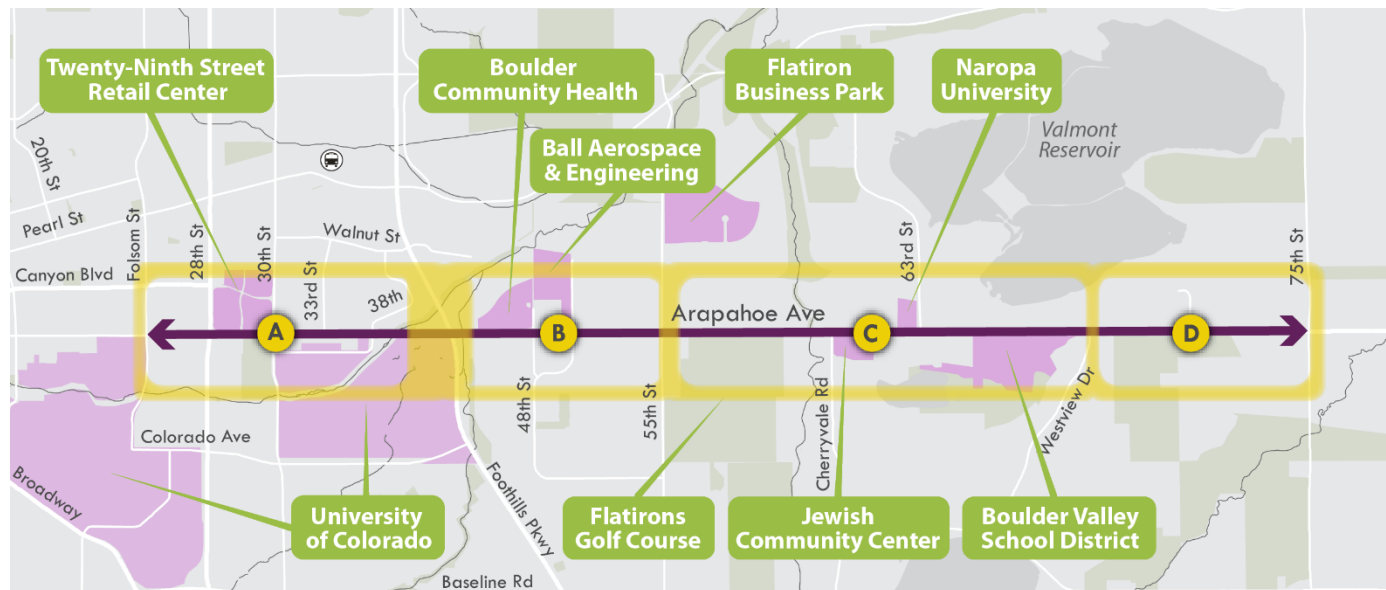 Twenty-Ninth Street
Retail Center
Boulder
Community Health
Flatiron
Business Park
Naropa
University
Ball Aerospace
& Engineering
Valmont
Reservoir
20th St
Pearl St
Folsom St
28th St
30th St
Walnut St
33rd St
38th
63rd St
75th St
Canyon Blvd
Arapahoe Ave
A
B
C
D
48th St
55th St
Cherryvale Rd
Westview Dr
Colorado Ave
Broadway
Foothills Pkwy
University
of Colorado
Flatirons
Golf Course
Jewish
Community Center
Boulder Valley
School District
Baseline Rd